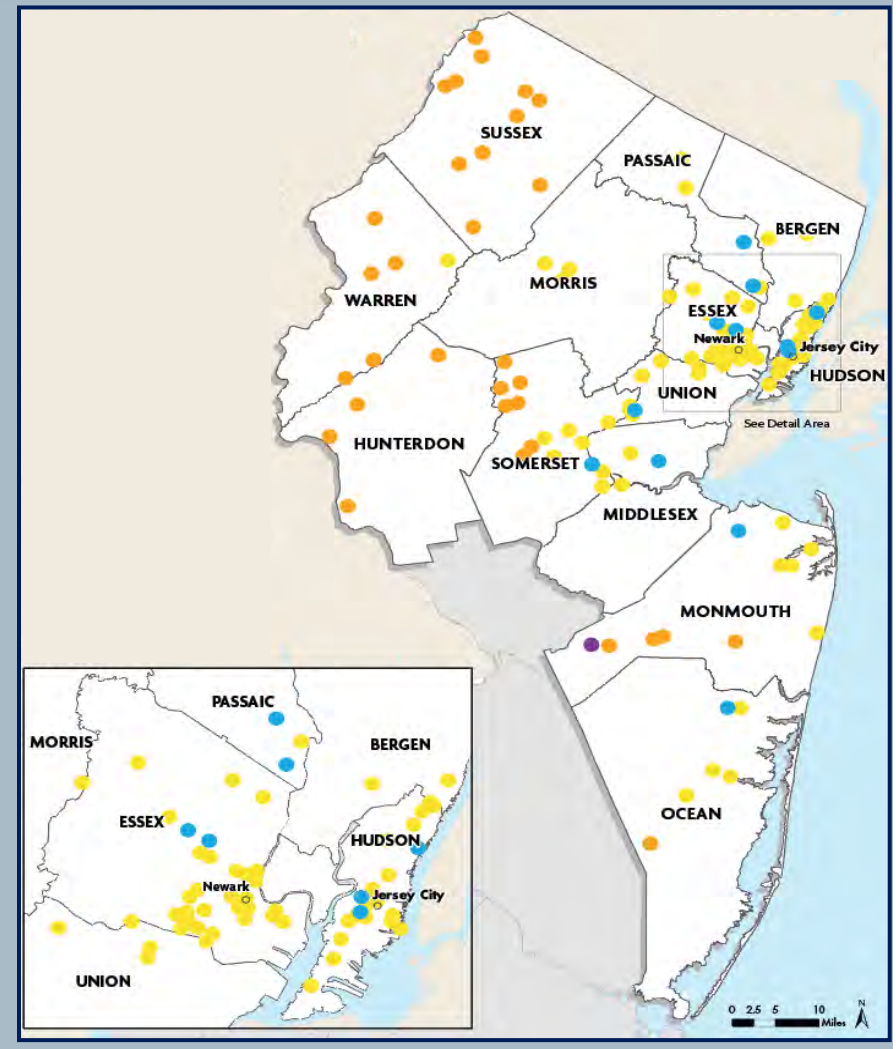 SUSSEX
PASSAIC
BERGEN
MORRIS
WARREN
ESSEX
Newark
Jersey City
HUDSON
UNION
See Detail Area
HUNTERDON
SOMERSET
MIDDLESEX
MONMOUTH
OCEAN
PASSAIC
MORRIS
BERGEN
ESSEX
HUDSON
Newark
Jersey City
UNION
0 2.5 5 10
Miles
N